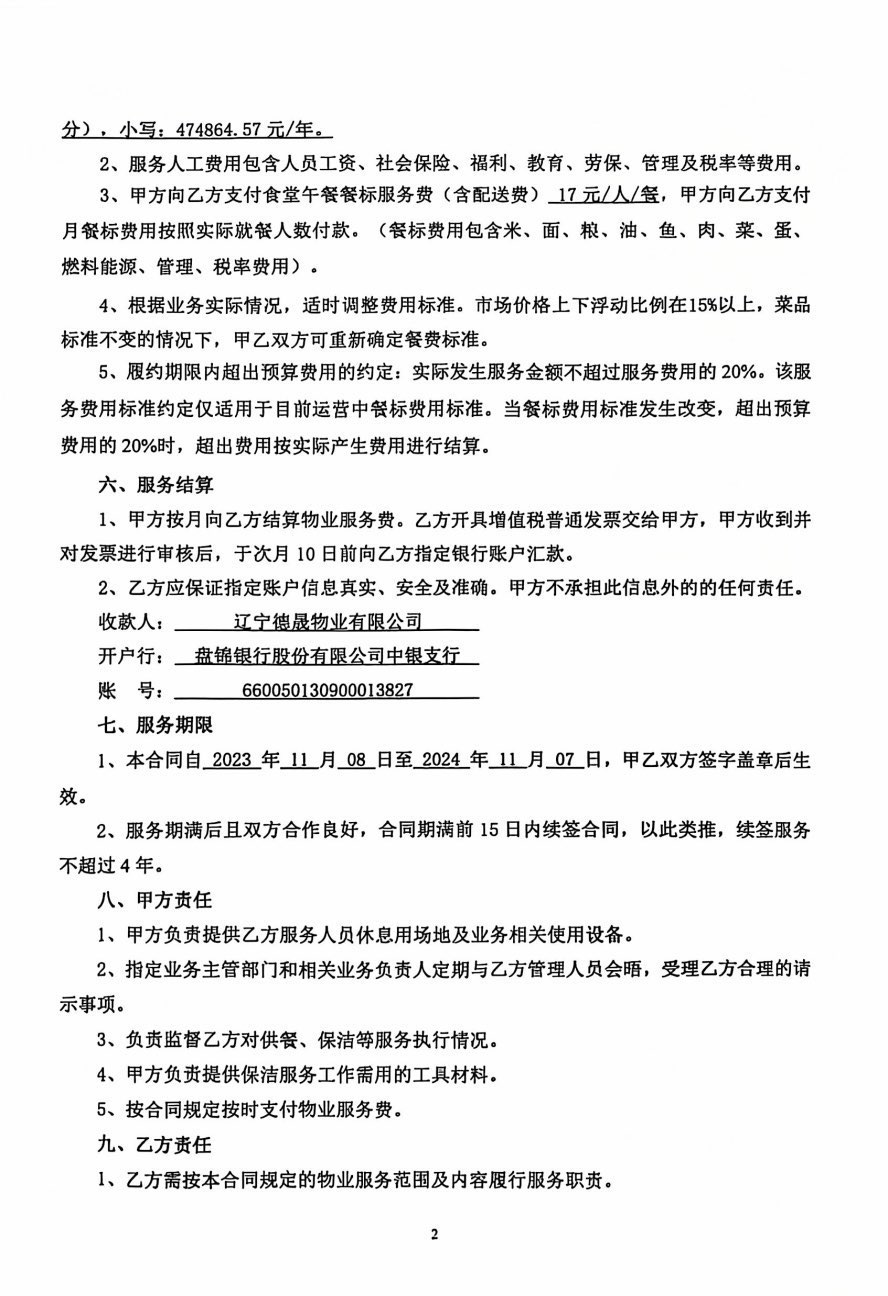 分），小写：474864.57 元/年。
2、服务人工费用包含人员工资、社会保险、福利、教育、劳保、管理及税率等费用。
3、甲方向乙方支付食堂午餐餐标服务费（含配送费） 17 元/人/餐，甲方向乙方支付
月餐标费用按照实际就餐人数付款。（餐标费用包含米、面、粮、油、鱼、肉、菜、蛋、
燃料能源、管理、税率费用）。
4、根据业务实际情况，适时调整费用标准。市场价格上下浮动比例在15%以上，菜品
标准不变的情况下，甲乙双方可重新确定餐费标准。
5、履约期限内超出预算费用的约定：实际发生服务金额不超过服务费用的 20%。该服
务费用标准约定仅适用于目前运营中餐标费用标准。当餐标费用标准发生改变，超出预算
费用的 20%时，超出费用按实际产生费用进行结算。
六、服务结算
1、甲方按月向乙方结算物业服务费。乙方开具增值税普通发票交给甲方，甲方收到并
对发票进行审核后，于次月 10 日前向乙方指定银行账户汇款。
2、乙方应保证指定账户信息真实、安全及准确。甲方不承担此信息外的的任何责任。
收款人： 辽宁德晟物业有限公司
开户行： 盘锦银行股份有限公司中银支行
账 号： 660050130900013827
七、服务期限
1、本合同自 2023 年 11 月 08 日至 2024 年 11 月 07 日，甲乙双方签字盖章后生
效。
2、服务期满后且双方合作良好，合同期满前 15 日内续签合同，以此类推，续签服务
不超过 4 年。
八、甲方责任
1、甲方负责提供乙方服务人员休息用场地及业务相关使用设备。
2、指定业务主管部门和相关业务负责人定期与乙方管理人员会晤，受理乙方合理的请
示事项。
3、负责监督乙方对供餐、保洁等服务执行情况。
4、甲方负责提供保洁服务工作需用的工具材料。
5、按合同规定按时支付物业服务费。
九、乙方责任
1、乙方需按本合同规定的物业服务范围及内容履行服务职责。
2